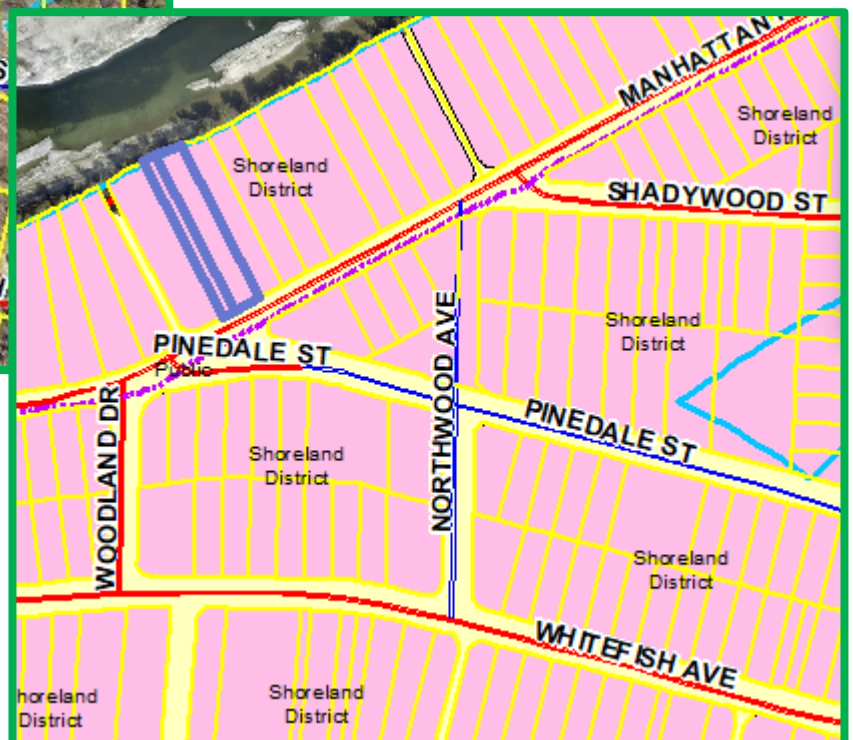 MANHATTAN
Shoreland
District
Shoreland
District
SHADYWOOD ST
Shoreland
District
PINEDALE ST
Public
NORTHWOOD AVE
WOODLAND DR
PINEDALE ST
Shoreland
District
Shoreland
District
WHITEFISH AVE
horeland
District
Shoreland
District